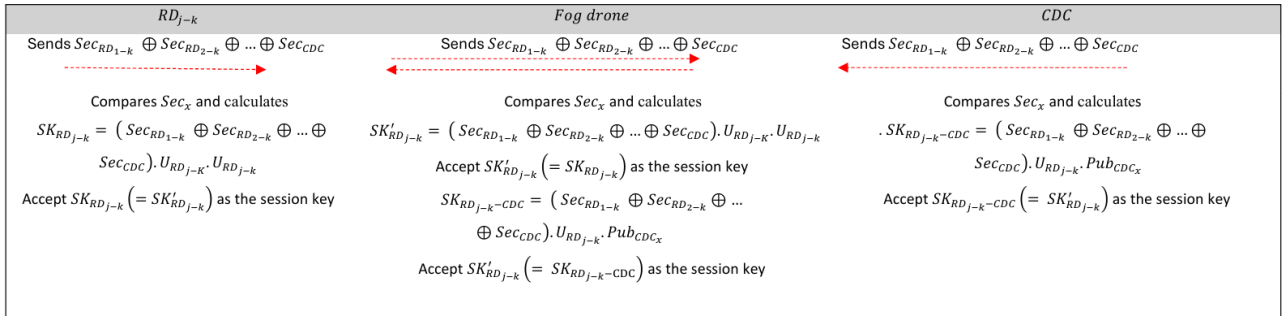 RD_{j-k}
Sends Sec_{RD_{1-k}} ⊕ Sec_{RD_{2-k}} ⊕ … ⊕ Sec_{CDC}
Compares Sec_x and calculates
SK_{RD_{j-k}} = ( Sec_{RD_{1-k}} ⊕ Sec_{RD_{2-k}} ⊕ … ⊕
Sec_{CDC}). U_{RD_{j-K}}. U_{RD_{j-k}}
Accept SK_{RD_{j-k}} (= SK′_{RD_{j-k}}) as the session key
Fog drone
Sends Sec_{RD_{1-k}} ⊕ Sec_{RD_{2-k}} ⊕ … ⊕ Sec_{CDC}
Compares Sec_x and calculates
SK′_{RD_{j-k}} = ( Sec_{RD_{1-k}} ⊕ Sec_{RD_{2-k}} ⊕ … ⊕ Sec_{CDC}). U_{RD_{j-K}}. U_{RD_{j-k}}
Accept SK′_{RD_{j-k}} (= SK_{RD_{j-k}}) as the session key
SK_{RD_{j-k}-CDC} = ( Sec_{RD_{1-k}} ⊕ Sec_{RD_{2-k}} ⊕ …
⊕ Sec_{CDC}). U_{RD_{j-k}}. Pub_{CDC_x}
Accept SK′_{RD_{j-k}} (= SK_{RD_{j-k}-CDC}) as the session key
CDC
Sends Sec_{RD_{1-k}} ⊕ Sec_{RD_{2-k}} ⊕ … ⊕ Sec_{CDC}
Compares Sec_x and calculates
. SK_{RD_{j-k}-CDC} = ( Sec_{RD_{1-k}} ⊕ Sec_{RD_{2-k}} ⊕ … ⊕
Sec_{CDC}). U_{RD_{j-k}}. Pub_{CDC_x}
Accept SK_{RD_{j-k}-CDC} (= SK′_{RD_{j-k}}) as the session key